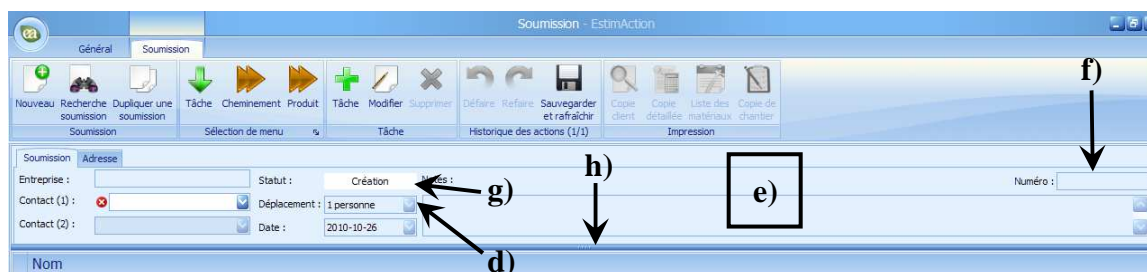 Soumission - EstimAction
ea
Général Soumission
Nouveau Recherche soumission Dupliquer une soumission Tâche Cheminement Produit Tâche Modifier Supprimer Défaire Refaire Sauvegarder et rafraîchir Copie client Copie détaillée Liste des matériaux Copie de chantier
Soumission Sélection de menu Tâche Historique des actions (1/1) Impression
f)
Soumission Adresse
h)
Entreprise : Statut : Création Notes : Numéro :
g) e)
Contact (1) : Déplacement : 1 personne
Contact (2) : Date : 2010-10-26
d)
Nom